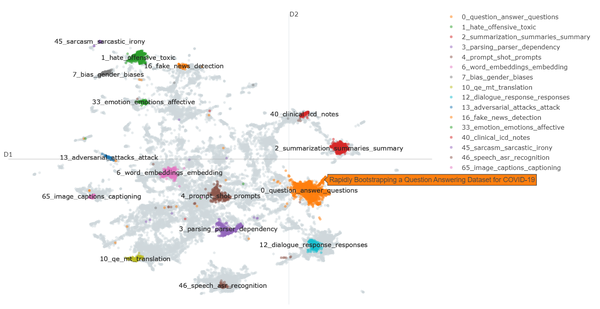 D2
45_sarcasm_sarcastic_irony
1_hate_offensive_toxic
16_fake_news_detection
7_bias_gender_biases
33_emotion_emotions_affective
40_clinical_icd_notes
2_summarization_summaries_summary
D1
13_adversarial_attacks_attack
6_word_embeddings_embedding
Rapidly Bootstrapping a Question Answering Dataset for COVID-19
0_question_answer_questions
65_image_captions_captioning
4_prompt_shot_prompts
3_parsing_parser_dependency
12_dialogue_response_responses
10_qe_mt_translation
46_speech_asr_recognition
0_question_answer_questions
1_hate_offensive_toxic
2_summarization_summaries_summary
3_parsing_parser_dependency
4_prompt_shot_prompts
6_word_embeddings_embedding
7_bias_gender_biases
10_qe_mt_translation
12_dialogue_response_responses
13_adversarial_attacks_attack
16_fake_news_detection
33_emotion_emotions_affective
40_clinical_icd_notes
45_sarcasm_sarcastic_irony
46_speech_asr_recognition
65_image_captions_captioning